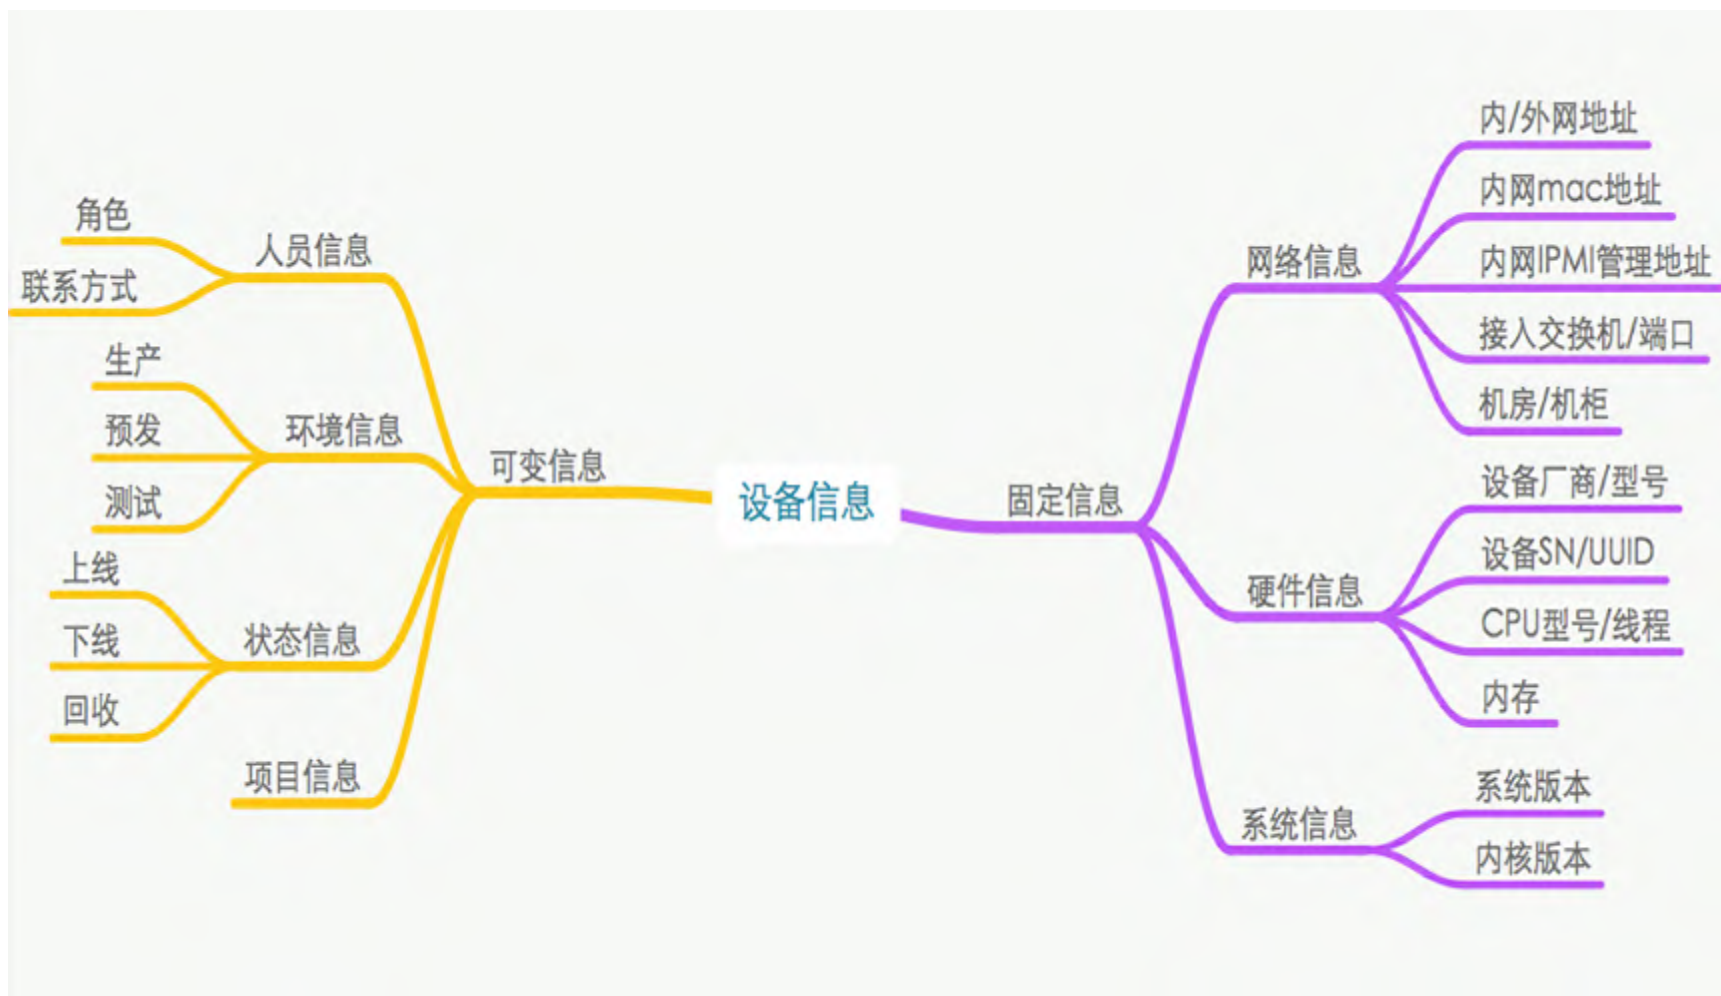 设备信息
可变信息
人员信息
角色
联系方式
环境信息
生产
预发
测试
状态信息
上线
下线
回收
项目信息
固定信息
网络信息
内/外网地址
内网mac地址
内网IPMI管理地址
接入交换机/端口
机房/机柜
硬件信息
设备厂商/型号
设备SN/UUID
CPU型号/线程
内存
系统信息
系统版本
内核版本